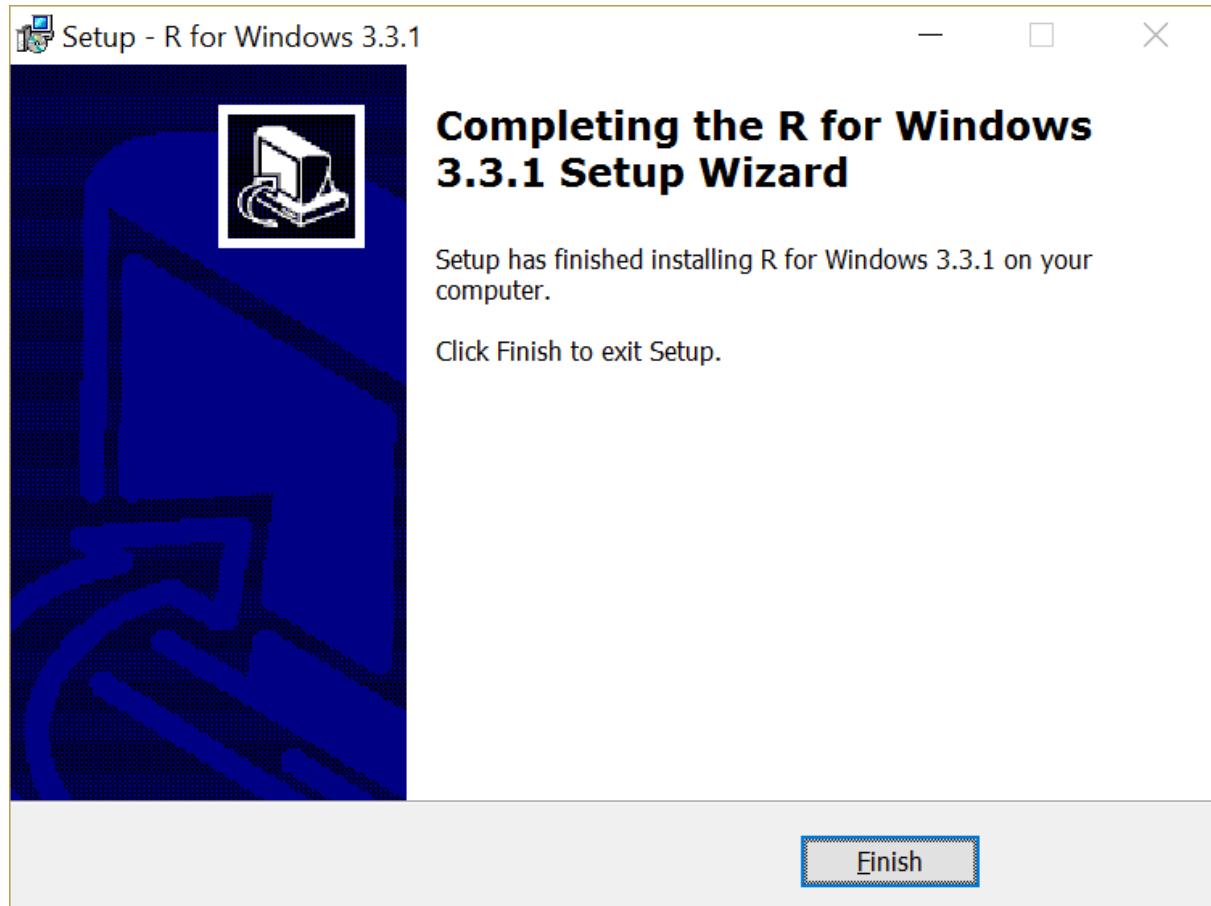 Setup - R for Windows 3.3.1
Completing the R for Windows
3.3.1 Setup Wizard
Setup has finished installing R for Windows 3.3.1 on your
computer.
Click Finish to exit Setup.
Finish